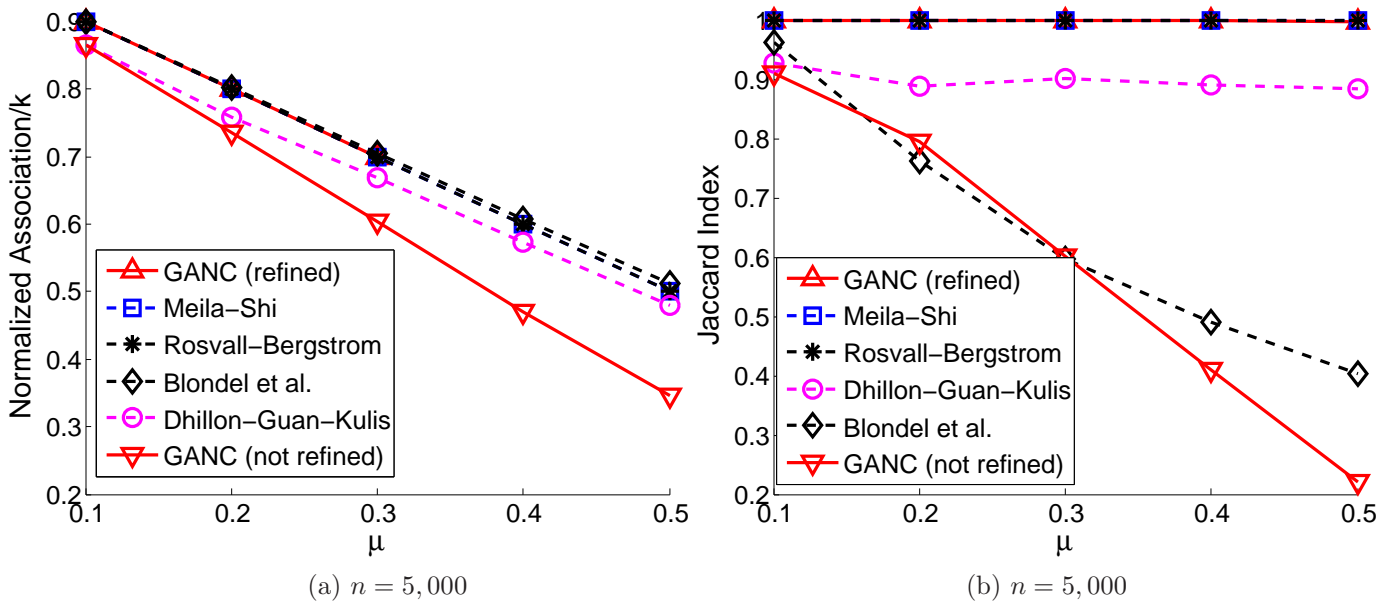 0.9
0.8
0.7
0.6
0.5
0.4
0.3
0.2
Normalized Association/k
GANC (refined)
Meila−Shi
Rosvall−Bergstrom
Blondel et al.
Dhillon−Guan−Kulis
GANC (not refined)
0.1 0.2 0.3 0.4 0.5
μ
(a) n = 5,000
1
0.9
0.8
0.7
0.6
0.5
0.4
0.3
0.2
Jaccard Index
GANC (refined)
Meila−Shi
Rosvall−Bergstrom
Dhillon−Guan−Kulis
Blondel et al.
GANC (not refined)
0.1 0.2 0.3 0.4 0.5
μ
(b) n = 5,000